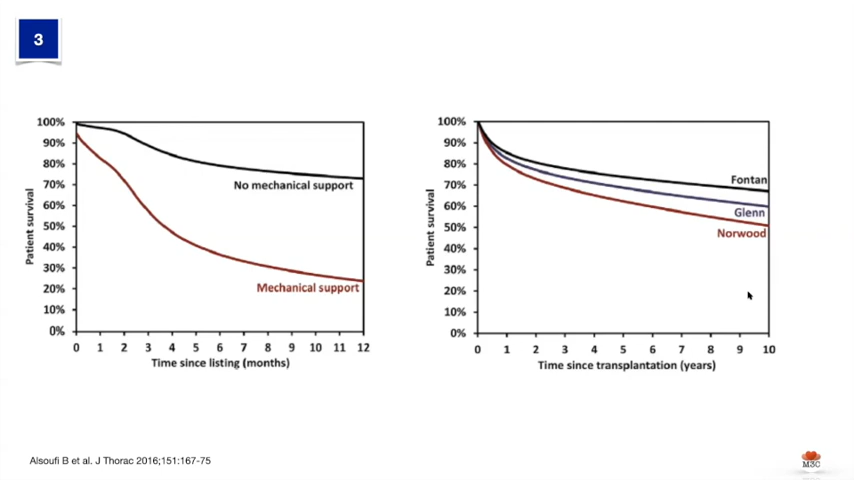 3
100%
90%
80%
70%
60%
50%
40%
30%
20%
10%
0%
Patient survival
No mechanical support
Mechanical support
0 1 2 3 4 5 6 7 8 9 10 11 12
Time since listing (months)
100%
90%
80%
70%
60%
50%
40%
30%
20%
10%
0%
Patient survival
Fontan
Glenn
Norwood
0 1 2 3 4 5 6 7 8 9 10
Time since transplantation (years)
Alsoufi B et al. J Thorac 2016;151:167-75
M3C